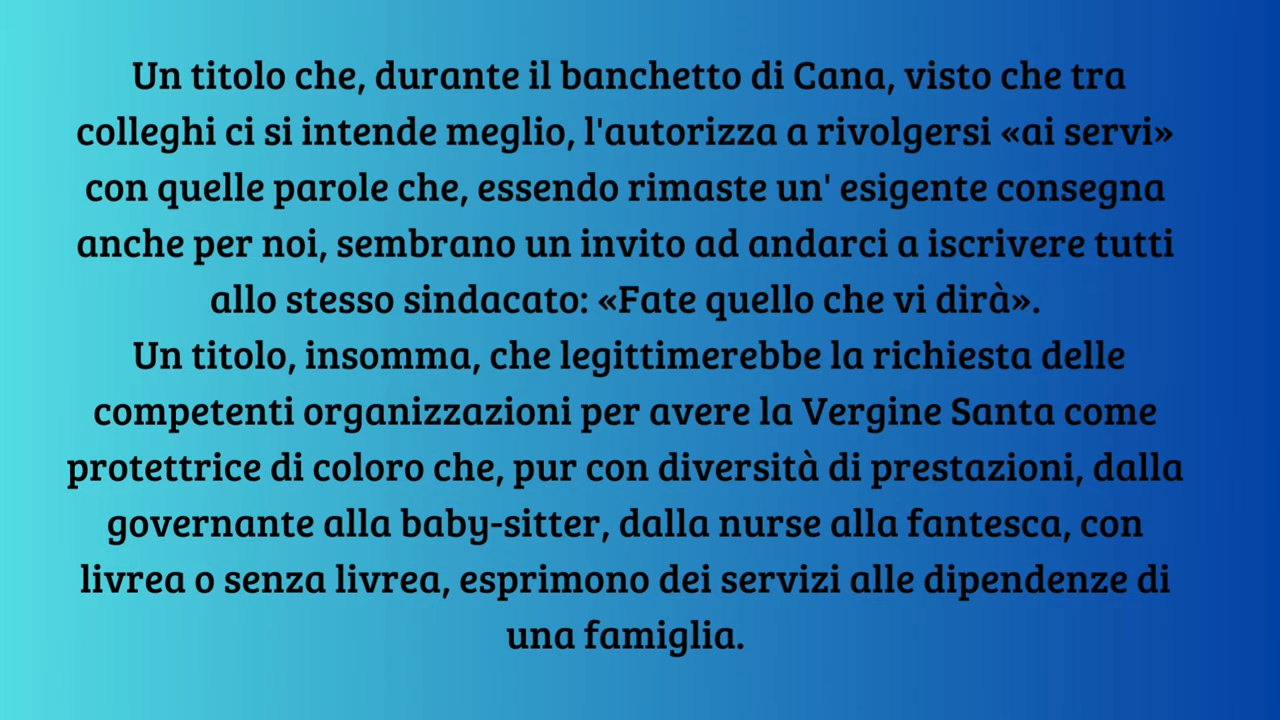 Un titolo che, durante il banchetto di Cana, visto che tra
colleghi ci si intende meglio, l'autorizza a rivolgersi «ai servi»
con quelle parole che, essendo rimaste un' esigente consegna
anche per noi, sembrano un invito ad andarci a iscrivere tutti
allo stesso sindacato: «Fate quello che vi dirà».
Un titolo, insomma, che legittimerebbe la richiesta delle
competenti organizzazioni per avere la Vergine Santa come
protettrice di coloro che, pur con diversità di prestazioni, dalla
governante alla baby-sitter, dalla nurse alla fantesca, con
livrea o senza livrea, esprimono dei servizi alle dipendenze di
una famiglia.